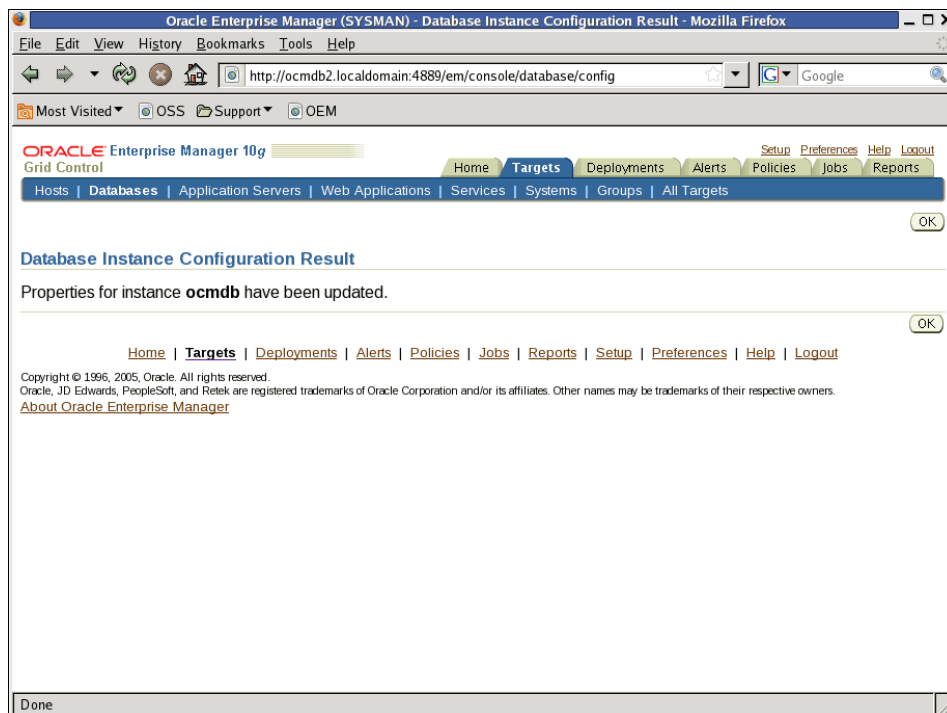 Oracle Enterprise Manager (SYSMAN) - Database Instance Configuration Result - Mozilla Firefox
File Edit View History Bookmarks Tools Help
http://ocmdb2.localdomain:4889/em/console/database/config
G Google
Most Visited OSS Support OEM
ORACLE Enterprise Manager 10g
Grid Control
Setup Preferences Help Logout
Home Targets Deployments Alerts Policies Jobs Reports
Hosts | Databases | Application Servers | Web Applications | Services | Systems | Groups | All Targets
OK
Database Instance Configuration Result
Properties for instance ocmdb have been updated.
OK
Home | Targets | Deployments | Alerts | Policies | Jobs | Reports | Setup | Preferences | Help | Logout
Copyright © 1996, 2005, Oracle. All rights reserved.
Oracle, JD Edwards, PeopleSoft, and Retek are registered trademarks of Oracle Corporation and/or its affiliates. Other names may be trademarks of their respective owners.
About Oracle Enterprise Manager
Done